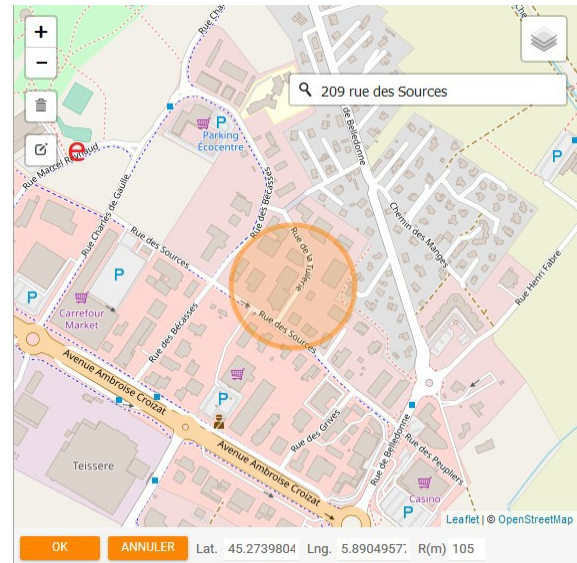 +
−
209 rue des Sources
Rue Cha
Parking
Écocentre
P
P
e
Rue Marcel Reynaud
Rue Charles de Gaulle
Rue des Bécasses
de Belledonne
Chemin des Manges
Rue Henri Fabre
Rue des Sources
Rue de la Tuilerie
P
P
Carrefour
Market
Rue des Bécasses
Rue des Sources
Avenue Ambroise Croizat
P
Rue des Grives
Rue de Belledonne
Rue des Peupliers
Avenue Ambroise Croizat
Teissere
Casino
P
Leaflet | © OpenStreetMap
OK ANNULER Lat. 45.2739804 Lng. 5.8904957 R(m) 105